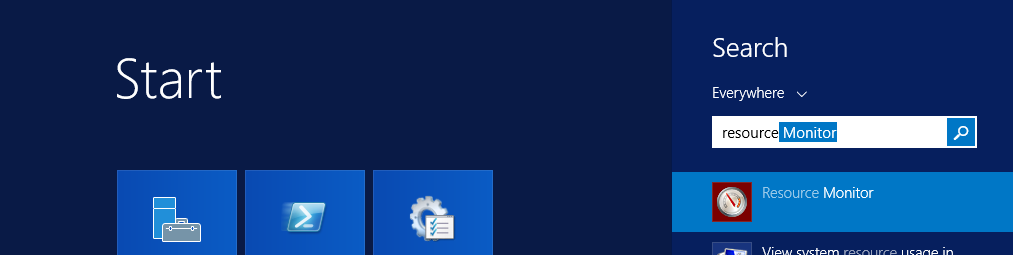 Start
Search
Everywhere
resource Monitor
Resource Monitor
View system resource usage in